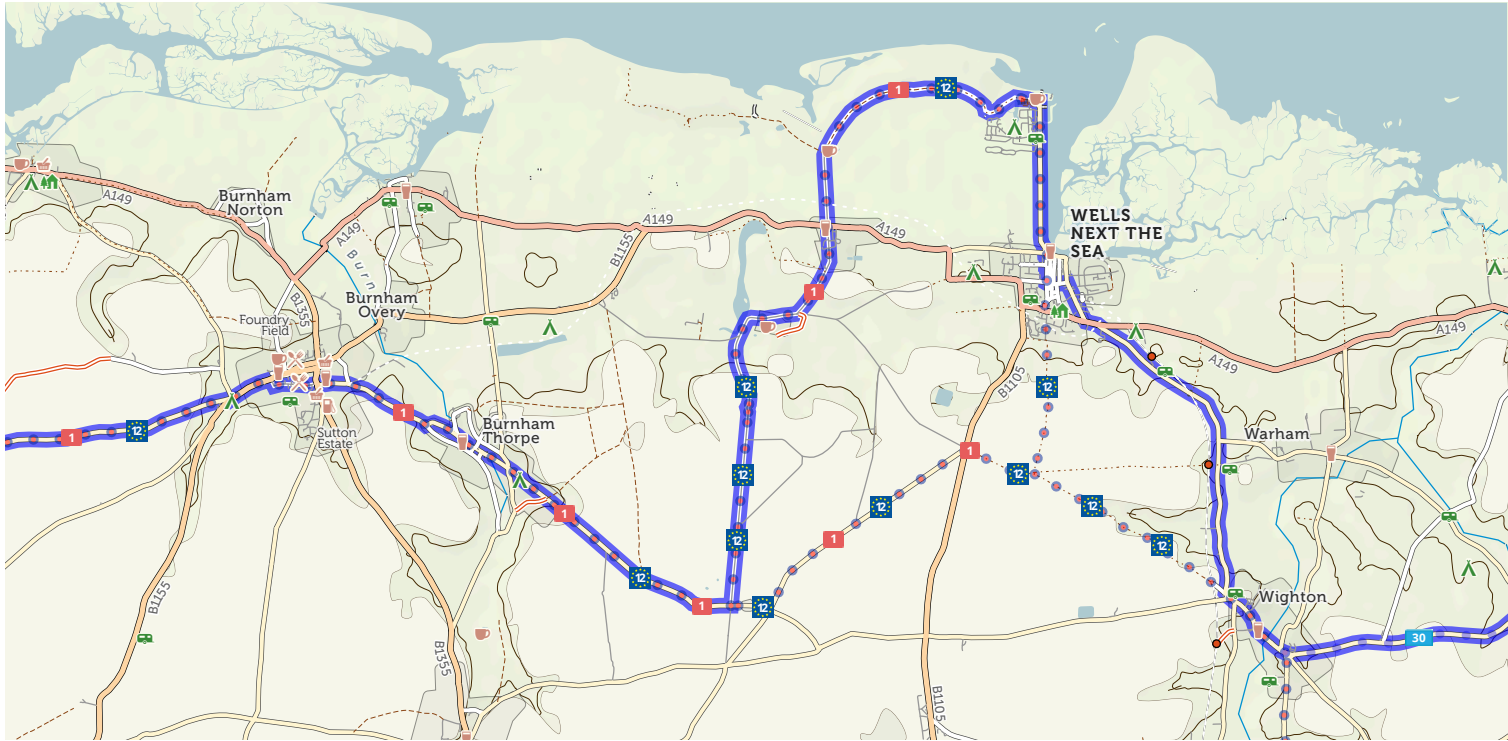 1
12
A149
Burnham
Norton
A149
A149
B1155
A149
WELLS
NEXT THE
SEA
Burn
1
B1355
Burnham
Overy
Foundry
Field
A149
A149
B1105
12
12
1
12
1
Burnham
Thorpe
Sutton
Estate
Warham
1
12
12
12
12
1
1
12
12
12
1
12
Wighton
B1155
30
B1355
B1105